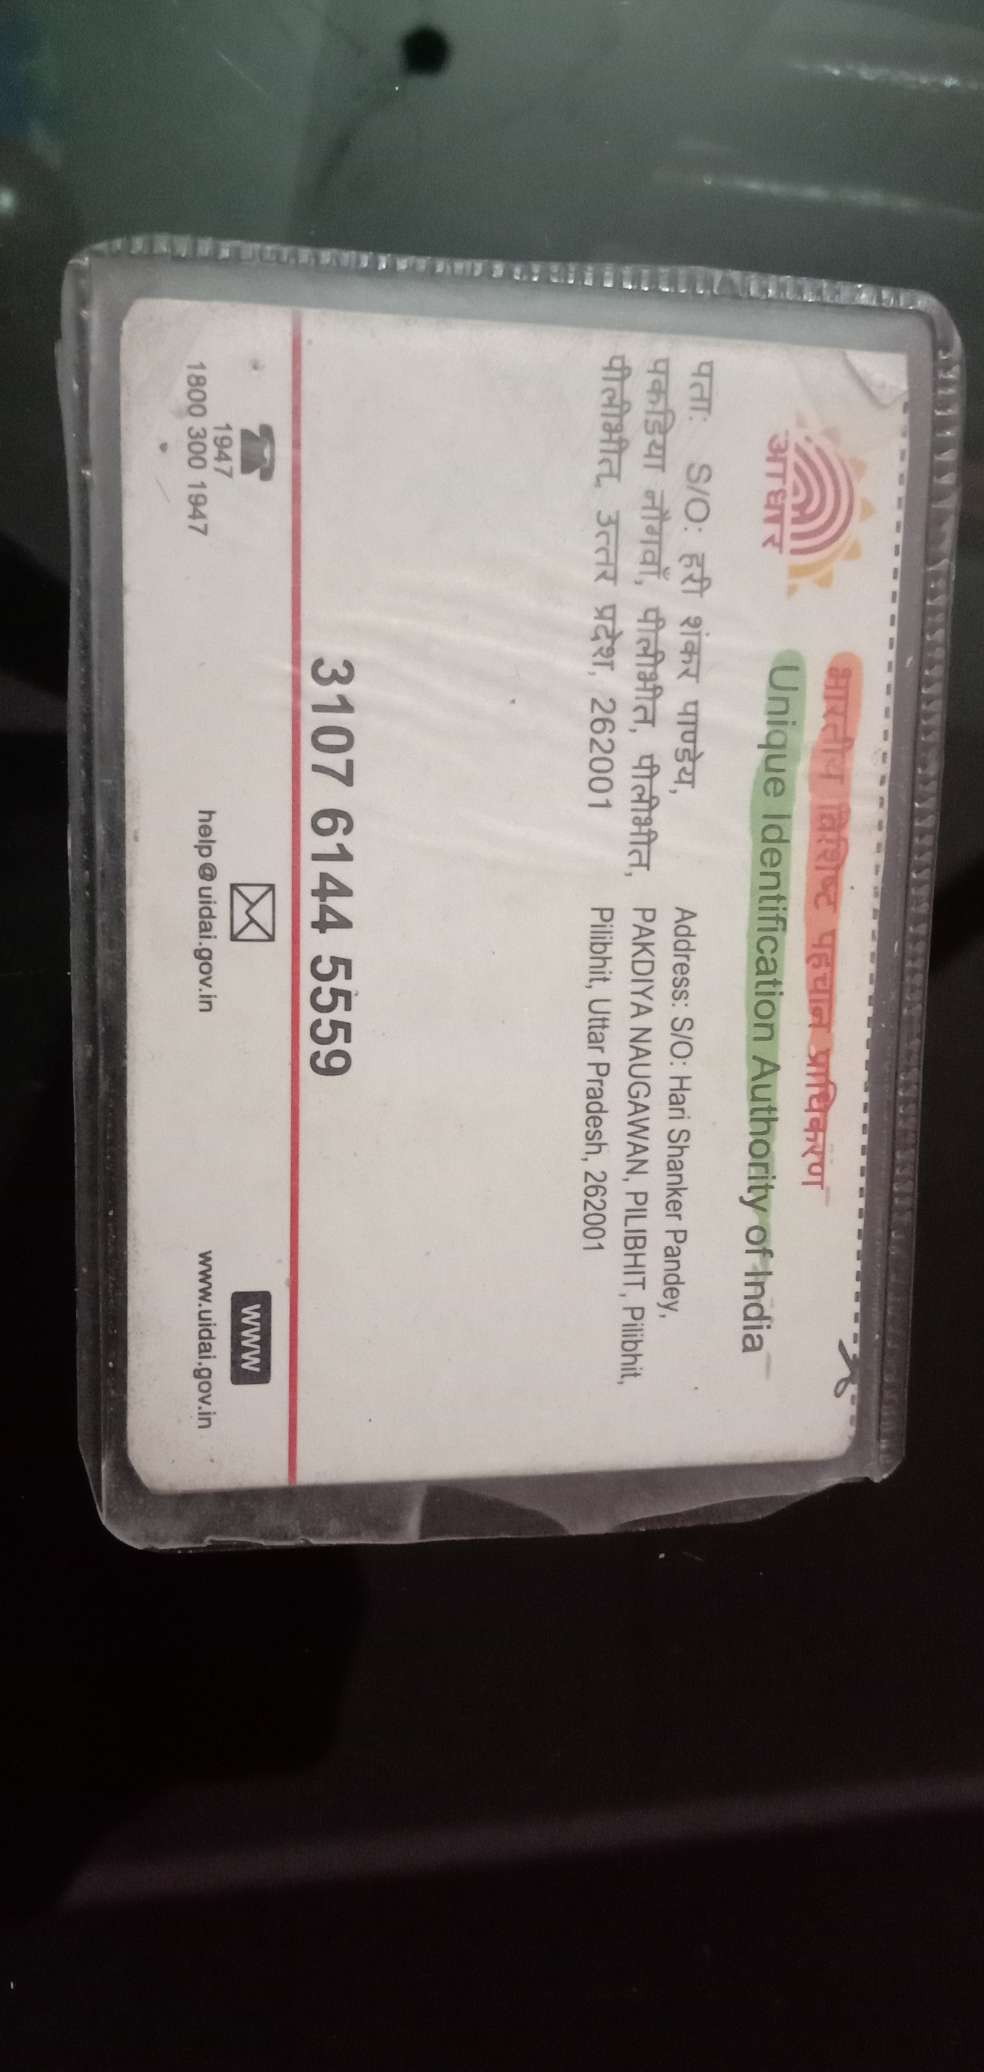 भारतीय विशिष्ट पहचान प्राधिकरण
Unique Identification Authority of India
आधार
पता: S/O: हरी शंकर पाण्डेय,
पकडिया नौगवाँ, पीलीभीत, पीलीभीत,
पीलीभीत, उत्तर प्रदेश, 262001
Address: S/O: Hari Shanker Pandey,
PAKDIYA NAUGAWAN, PILIBHIT, Pilibhit,
Pilibhit, Uttar Pradesh, 262001
3107 6144 5559
1947
1800 300 1947
help@uidai.gov.in
www
www.uidai.gov.in